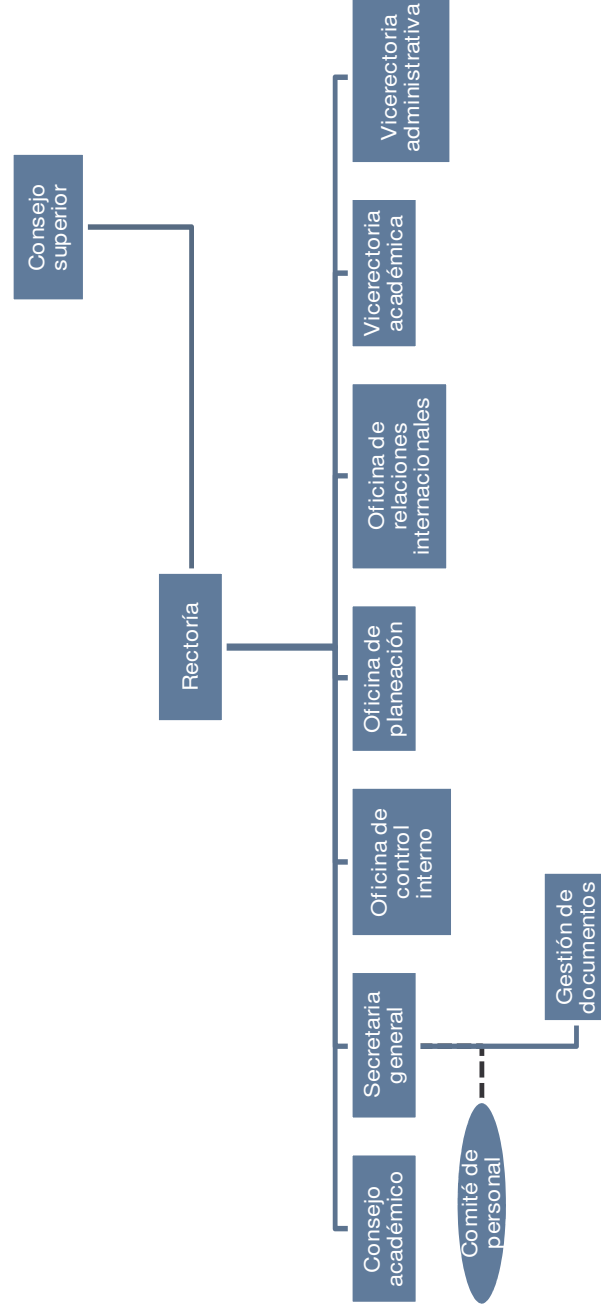 Consejo
superior
Rectoría
Consejo
académico
Secretaria
general
Oficina de
control
interno
Oficina de
planeación
Oficina de
relaciones
internacionales
Vicerectoria
académica
Vicerectoria
administrativa
Comité de
personal
Gestión de
documentos